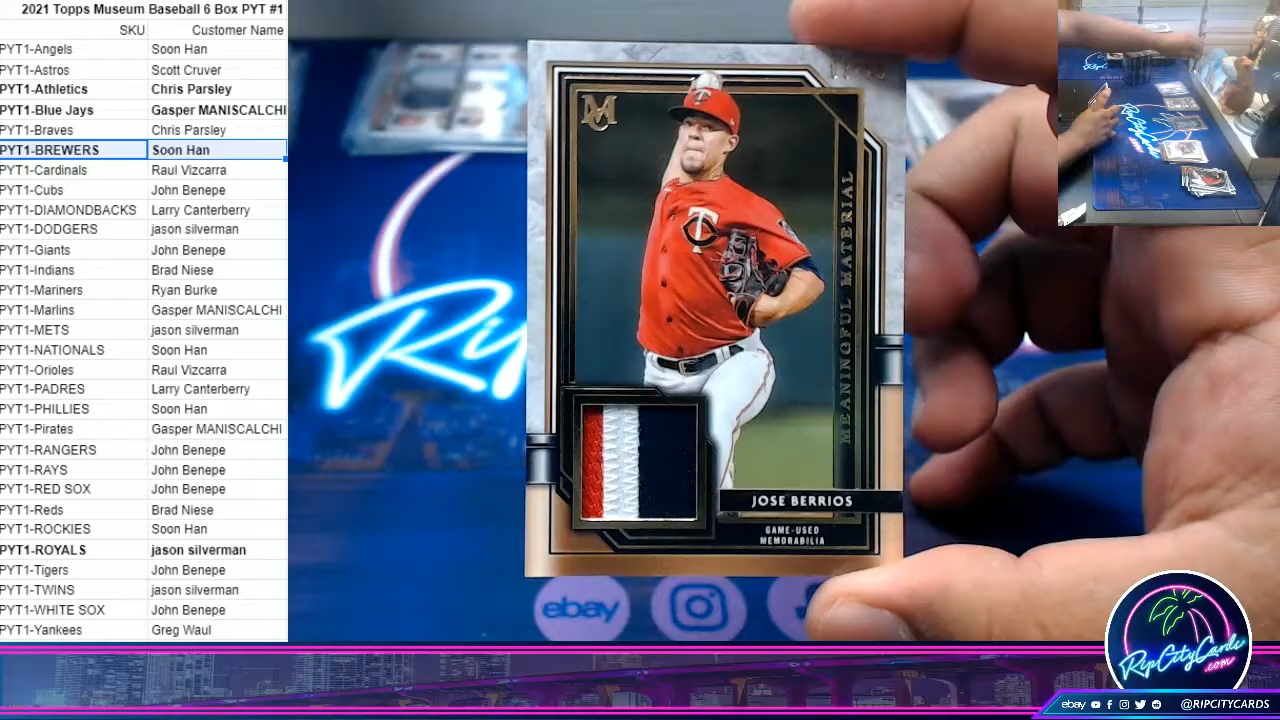 2021 Topps Museum Baseball 6 Box PYT #1
SKU Customer Name
PYT1-Angels Soon Han
PYT1-Astros Scott Cruver
PYT1-Athletics Chris Parsley
PYT1-Blue Jays Gasper MANISCALCHI
PYT1-Braves Chris Parsley
PYT1-BREWERS Soon Han
PYT1-Cardinals Raul Vizcarra
PYT1-Cubs John Benepe
PYT1-DIAMONDBACKS Larry Canterberry
PYT1-DODGERS jason silverman
PYT1-Giants John Benepe
PYT1-Indians Brad Niese
PYT1-Mariners Ryan Burke
PYT1-Marlins Gasper MANISCALCHI
PYT1-METS jason silverman
PYT1-NATIONALS Soon Han
PYT1-Orioles Raul Vizcarra
PYT1-PADRES Larry Canterberry
PYT1-PHILLIES Soon Han
PYT1-Pirates Gasper MANISCALCHI
PYT1-RANGERS John Benepe
PYT1-RAYS John Benepe
PYT1-RED SOX John Benepe
PYT1-Reds Brad Niese
PYT1-ROCKIES Soon Han
PYT1-ROYALS jason silverman
PYT1-Tigers John Benepe
PYT1-TWINS jason silverman
PYT1-WHITE SOX John Benepe
PYT1-Yankees Greg Waul
M
TC
MEANINGFUL MATERIAL
JOSE BERRIOS
GAME-USED
MEMORABILIA
Rip
ebay
RipCityCards
.com
ebay @RIPCITYCARDS